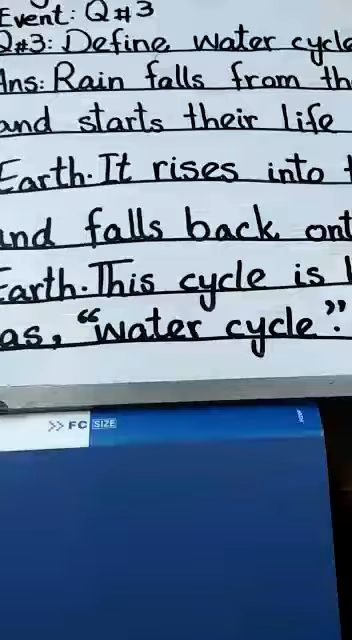 Event: Q#3
Q#3: Define water cycle
Ans: Rain falls from th
and starts their life
Earth. It rises into t
and falls back ont
Earth. This cycle is k
as, "water cycle".
>> FC SIZE